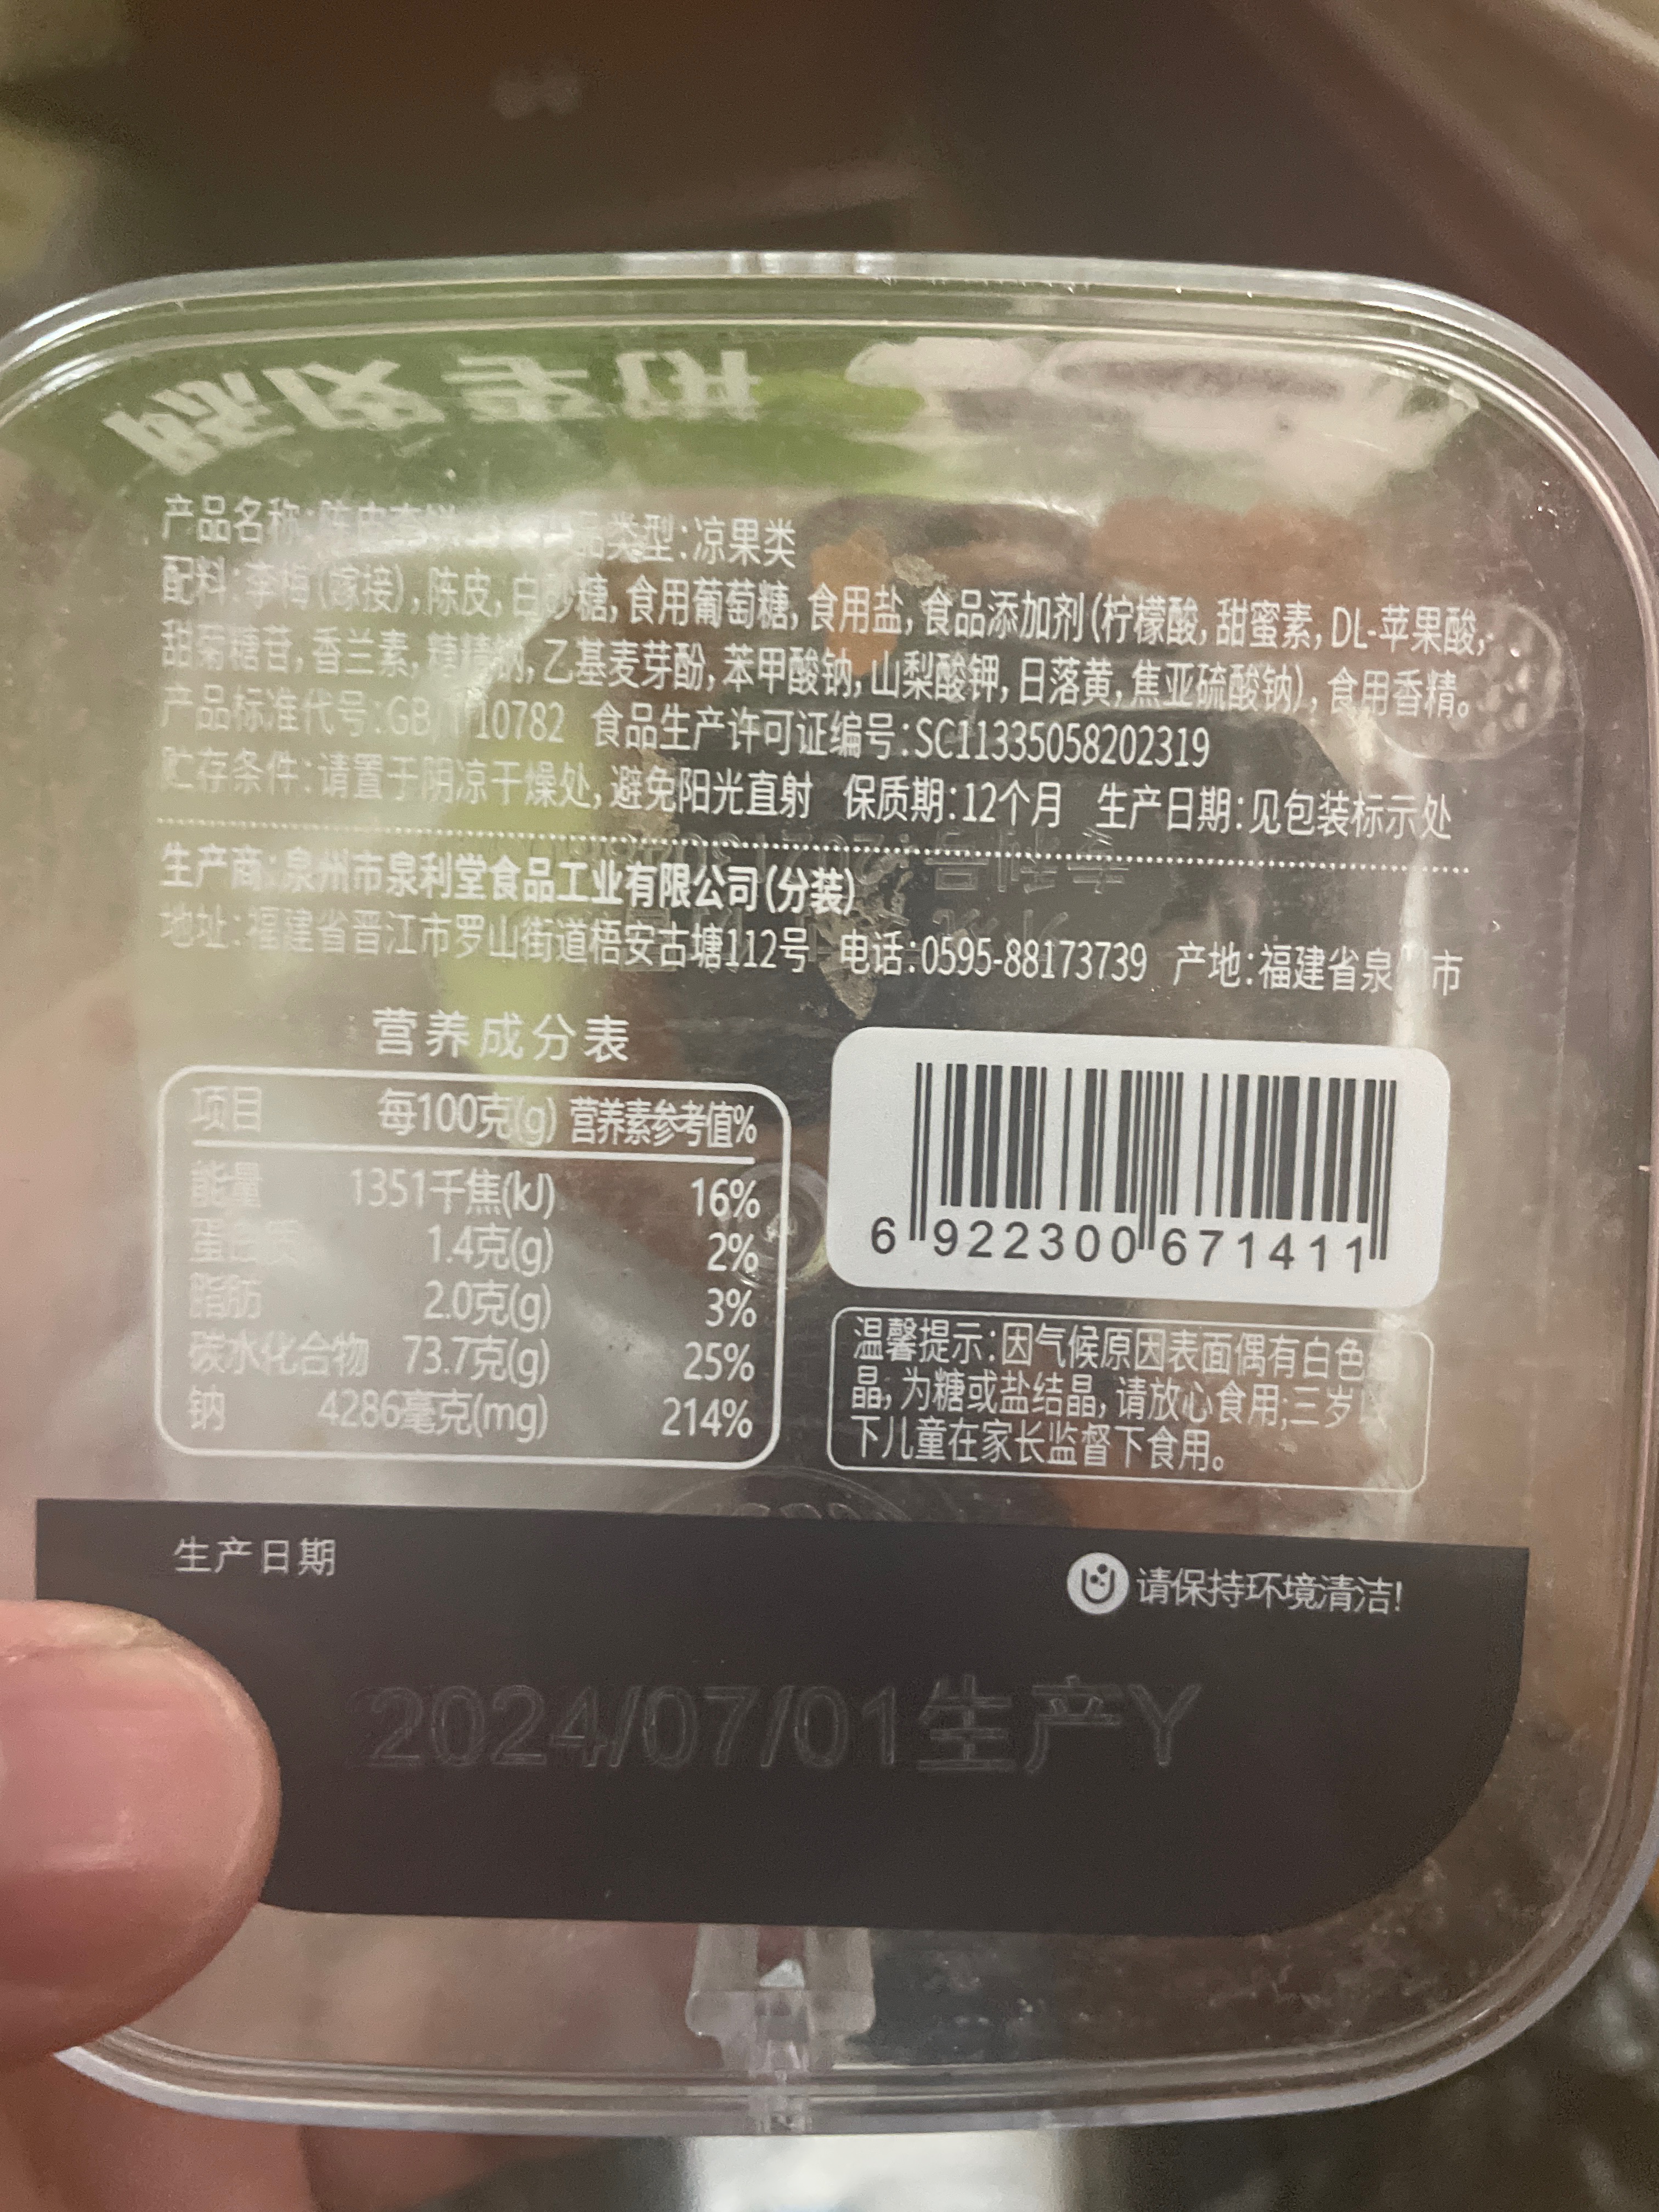 产品名称:陈皮李饼 产品类型:凉果类
配料:李梅(嫁接),陈皮,白砂糖,食用葡萄糖,食用盐,食品添加剂(柠檬酸,甜蜜素,DL-苹果酸,
甜菊糖苷,香兰素,糖精钠,乙基麦芽酚,苯甲酸钠,山梨酸钾,日落黄,焦亚硫酸钠),食用香精。
产品标准代号:GB/T 10782 食品生产许可证编号:SC11335058202319
贮存条件:请置于阴凉干燥处,避免阳光直射 保质期:12个月 生产日期:见包装标示处
生产商:泉州市泉利堂食品工业有限公司(分装)
地址:福建省晋江市罗山街道梧安古塘112号 电话:0595-88173739 产地:福建省泉州市
营养成分表
项目 每100克(g) 营养素参考值%
能量 1351千焦(kJ) 16%
蛋白质 1.4克(g) 2%
脂肪 2.0克(g) 3%
碳水化合物 73.7克(g) 25%
钠 4286毫克(mg) 214%
6 922300 671411
温馨提示:因气候原因表面偶有白色结
晶,为糖或盐结晶,请放心食用;三岁以
下儿童在家长监督下食用。
生产日期
请保持环境清洁!
2024/07/01生产Y